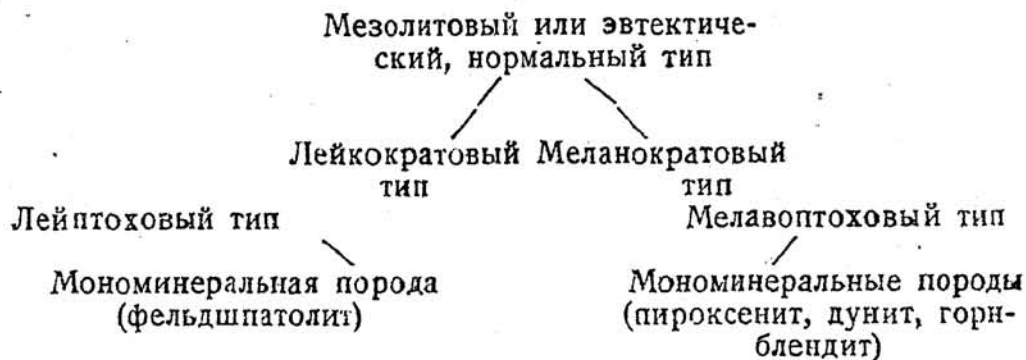 Мезолитовый или эвтектиче-
ский, нормальный тип
Лейкократовый Меланократовый
тип тип
Лейптоховый тип Мелавоптоховый тип
Мономинеральная порода Мономинеральные породы
(фельдшпатолит) (пироксенит, дунит, горн-
блендит)